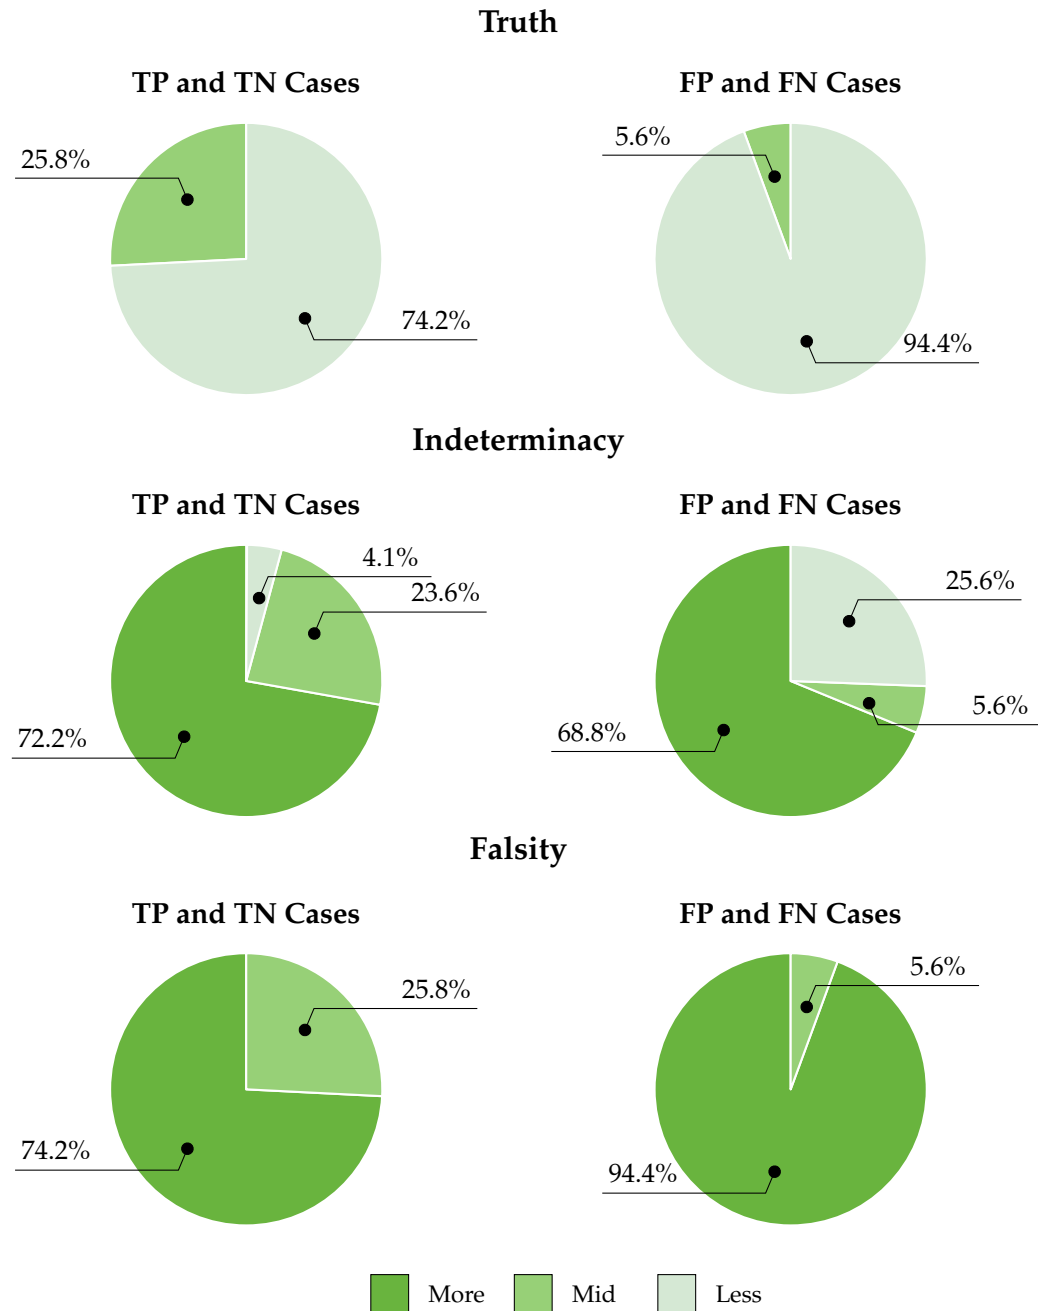 Truth
TP and TN Cases FP and FN Cases
25.8% 5.6%
74.2% 94.4%
Indeterminacy
TP and TN Cases FP and FN Cases
4.1%
23.6% 25.6%
72.2% 68.8% 5.6%
Falsity
TP and TN Cases FP and FN Cases
25.8% 5.6%
74.2% 94.4%
More Mid Less